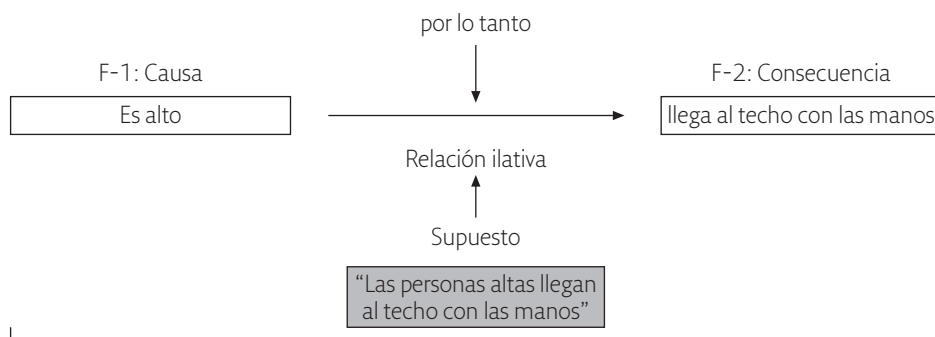 por lo tanto
F-1: Causa
F-2: Consecuencia
Es alto
llega al techo con las manos
Relación ilativa
Supuesto
“Las personas altas llegan
al techo con las manos”